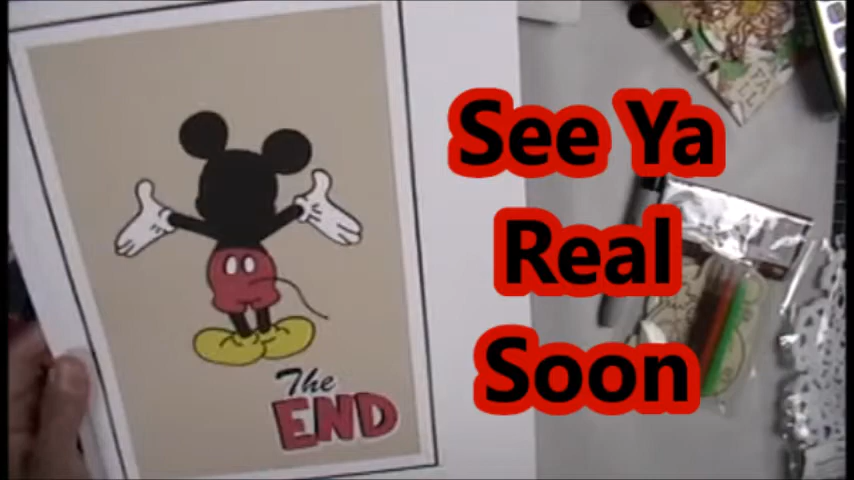 See Ya
Real
Soon
The
END